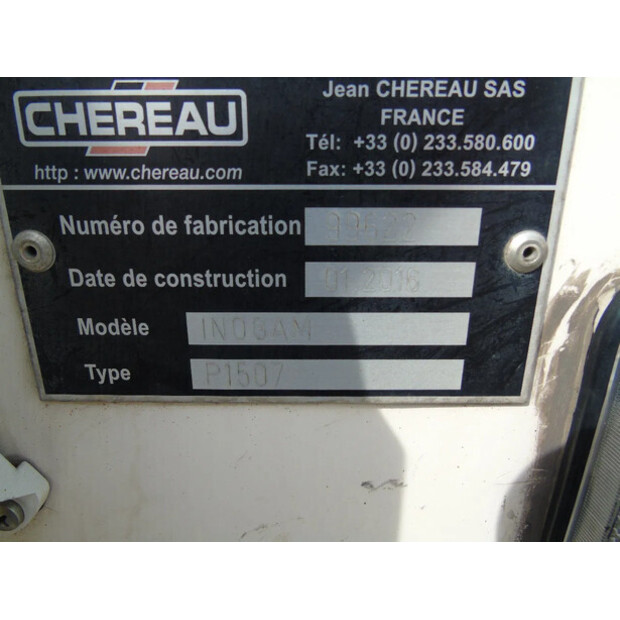 CHEREAU
http : www.chereau.com
Jean CHEREAU SAS
FRANCE
Tél: +33 (0) 233.580.600
Fax: +33 (0) 233.584.479
Numéro de fabrication
Date de construction 01.2016
Modèle INOGAM
Type P1507